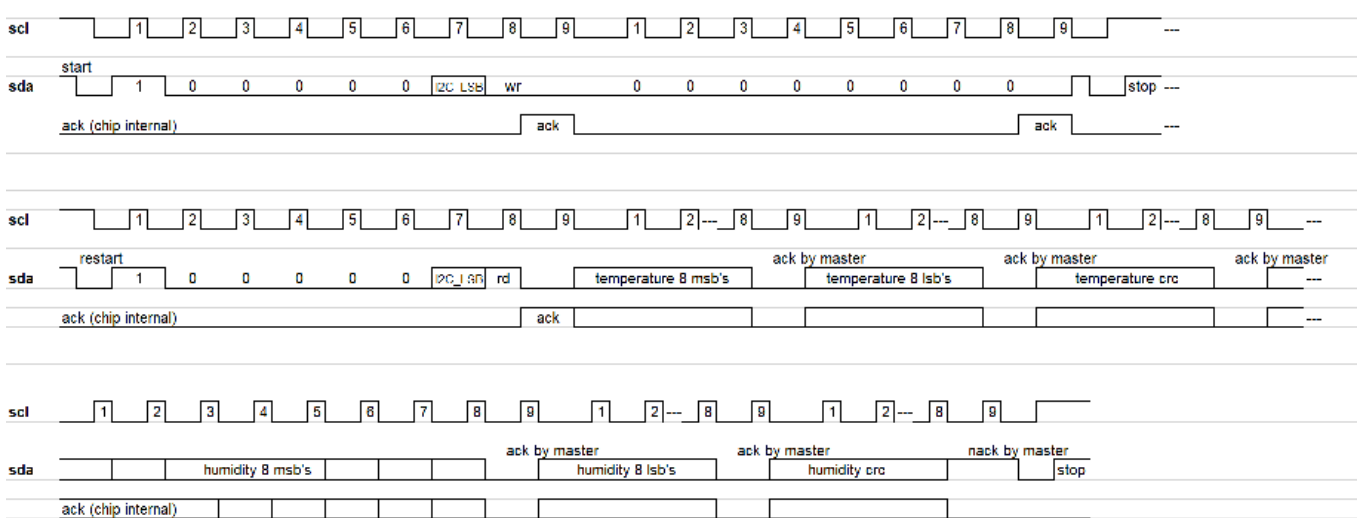 scl 1 2 3 4 5 6 7 8 9 1 2 3 4 5 6 7 8 9 ---
start
sda 1 0 0 0 0 0 I2C_LSB wr 0 0 0 0 0 0 0 0 stop ---
ack (chip internal) ack ack ---
scl 1 2 3 4 5 6 7 8 9 1 2 --- 8 9 1 2 --- 8 9 1 2 --- 8 9 ---
restart ack by master ack by master ack by master
sda 1 0 0 0 0 0 I2C_LSB rd temperature 8 msb's temperature 8 lsb's temperature crc ---
ack (chip internal) ack ---
scl 1 2 3 4 5 6 7 8 9 1 2 --- 8 9 1 2 --- 8 9
ack by master ack by master nack by master
sda humidity 8 msb's humidity 8 lsb's humidity crc stop
ack (chip internal)